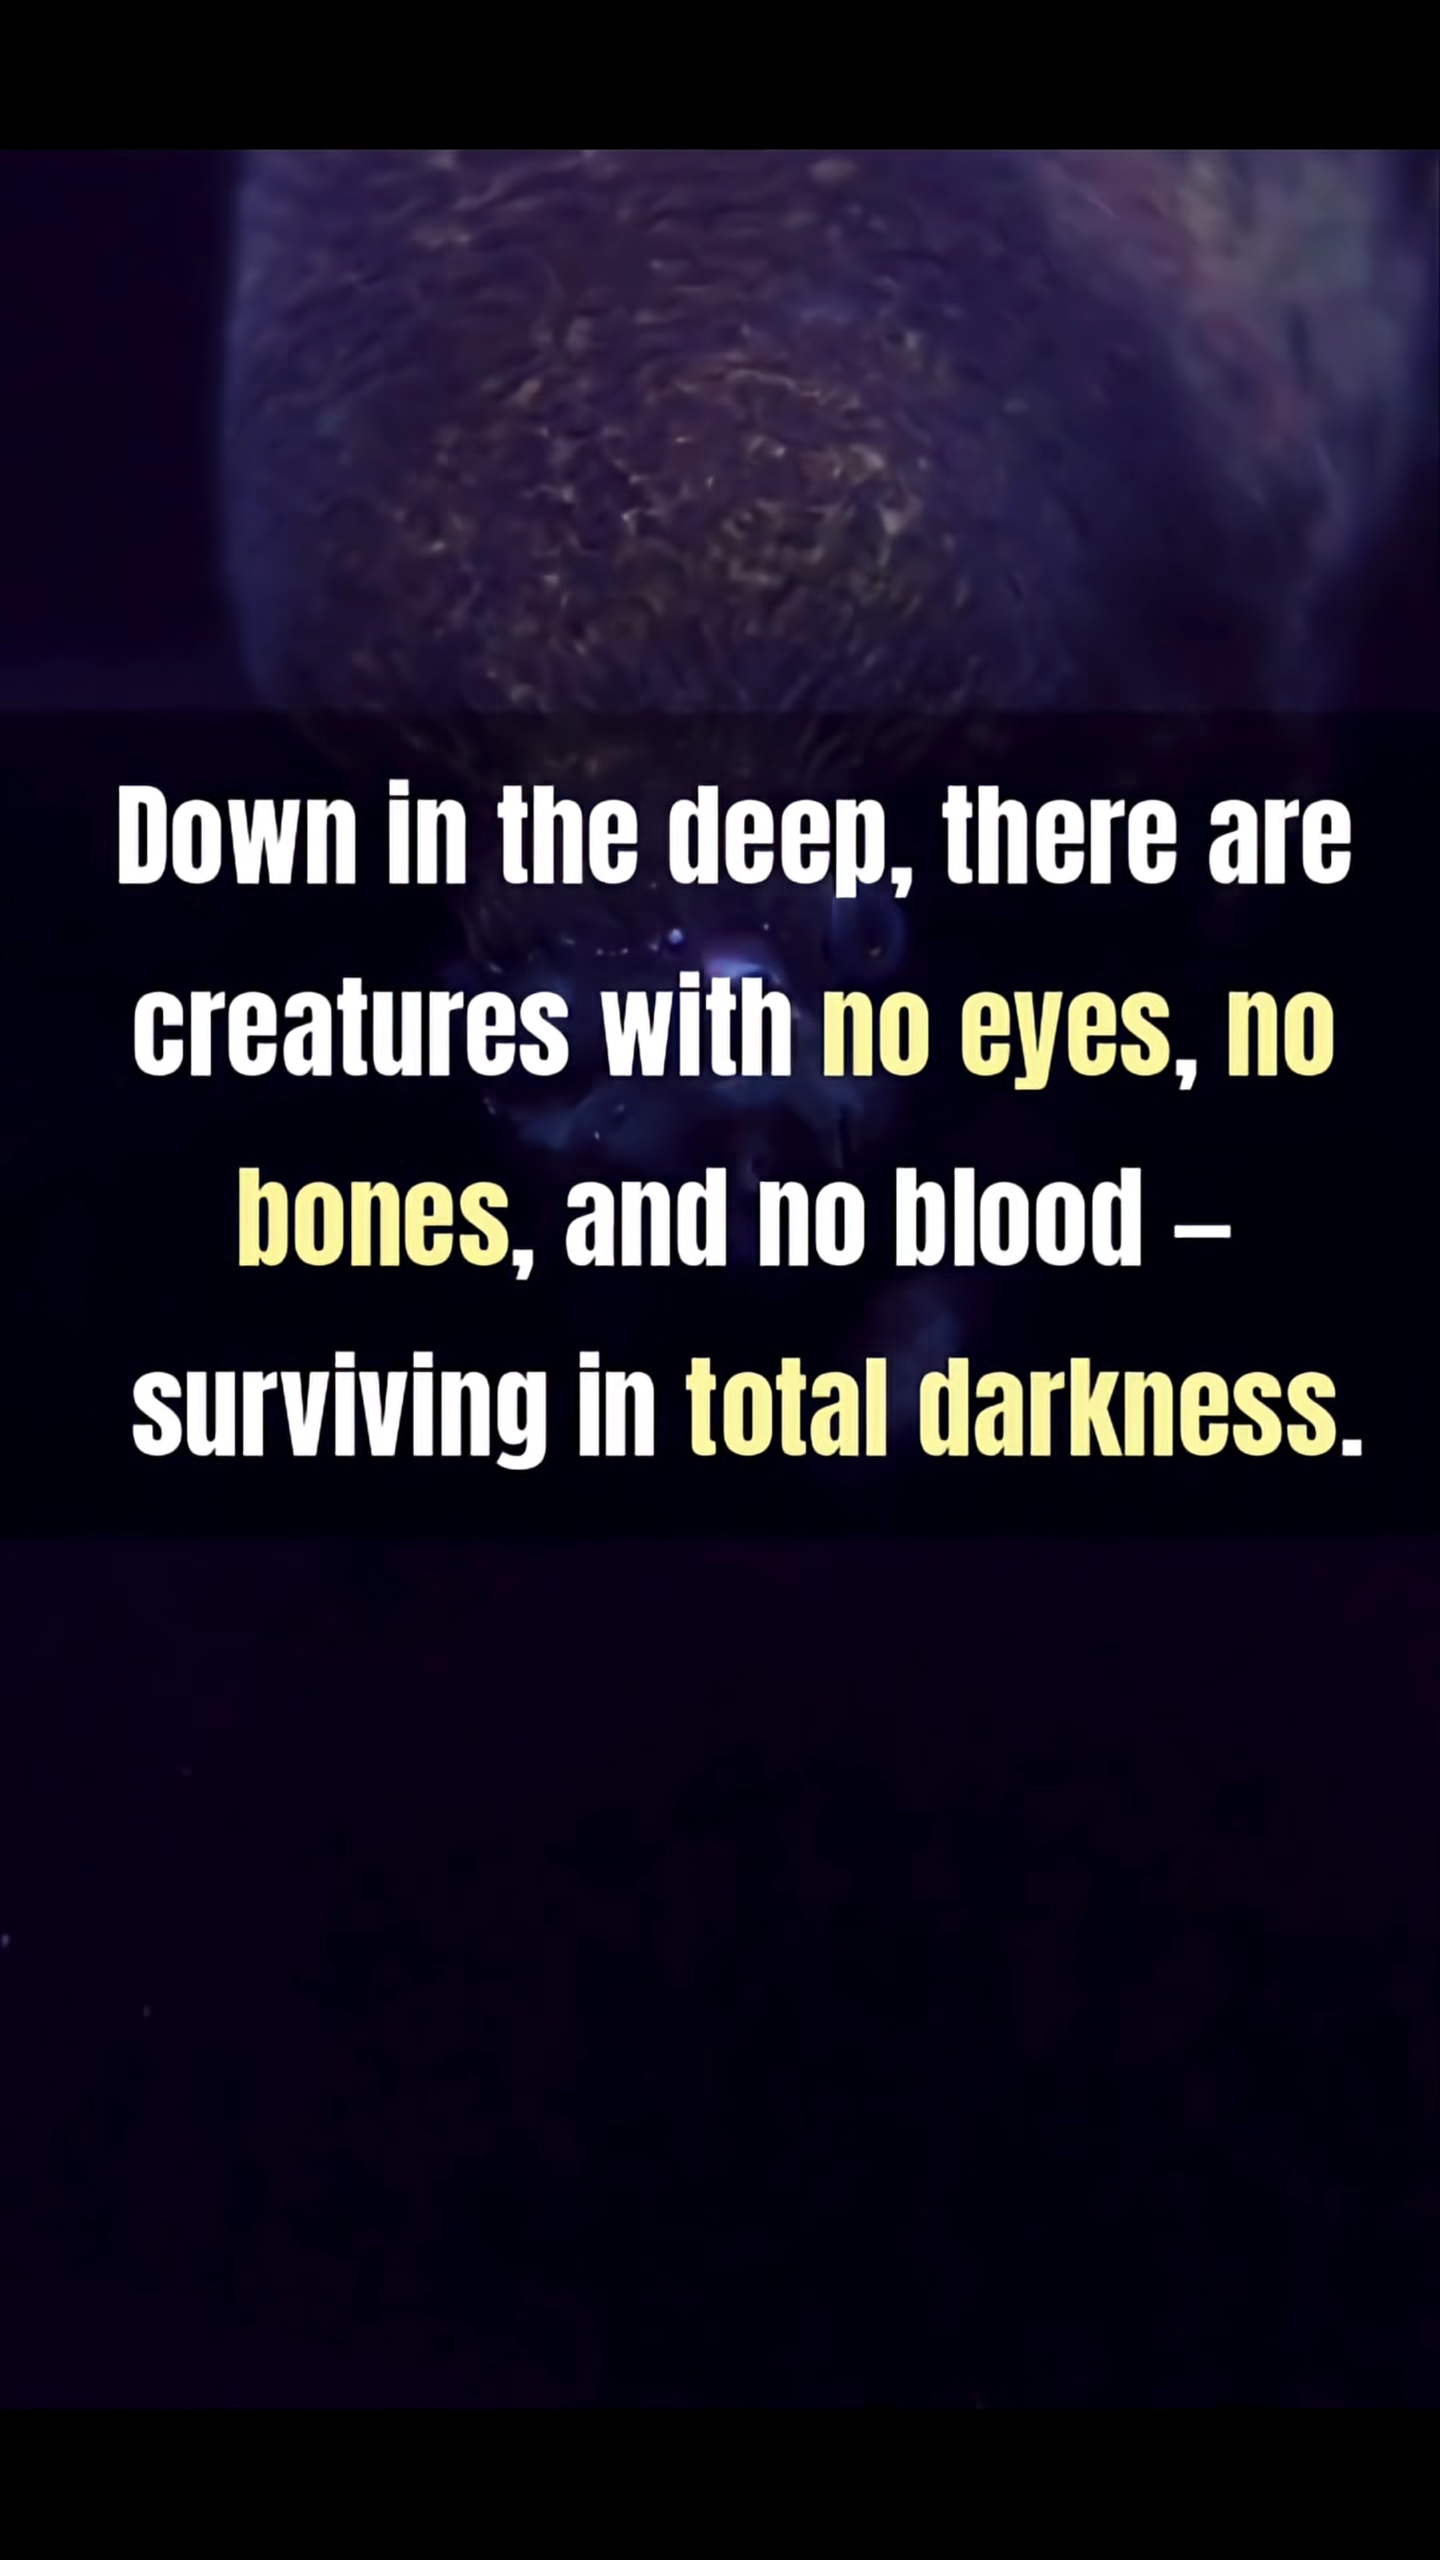 Down in the deep, there are
creatures with no eyes, no
bones, and no blood –
surviving in total darkness.